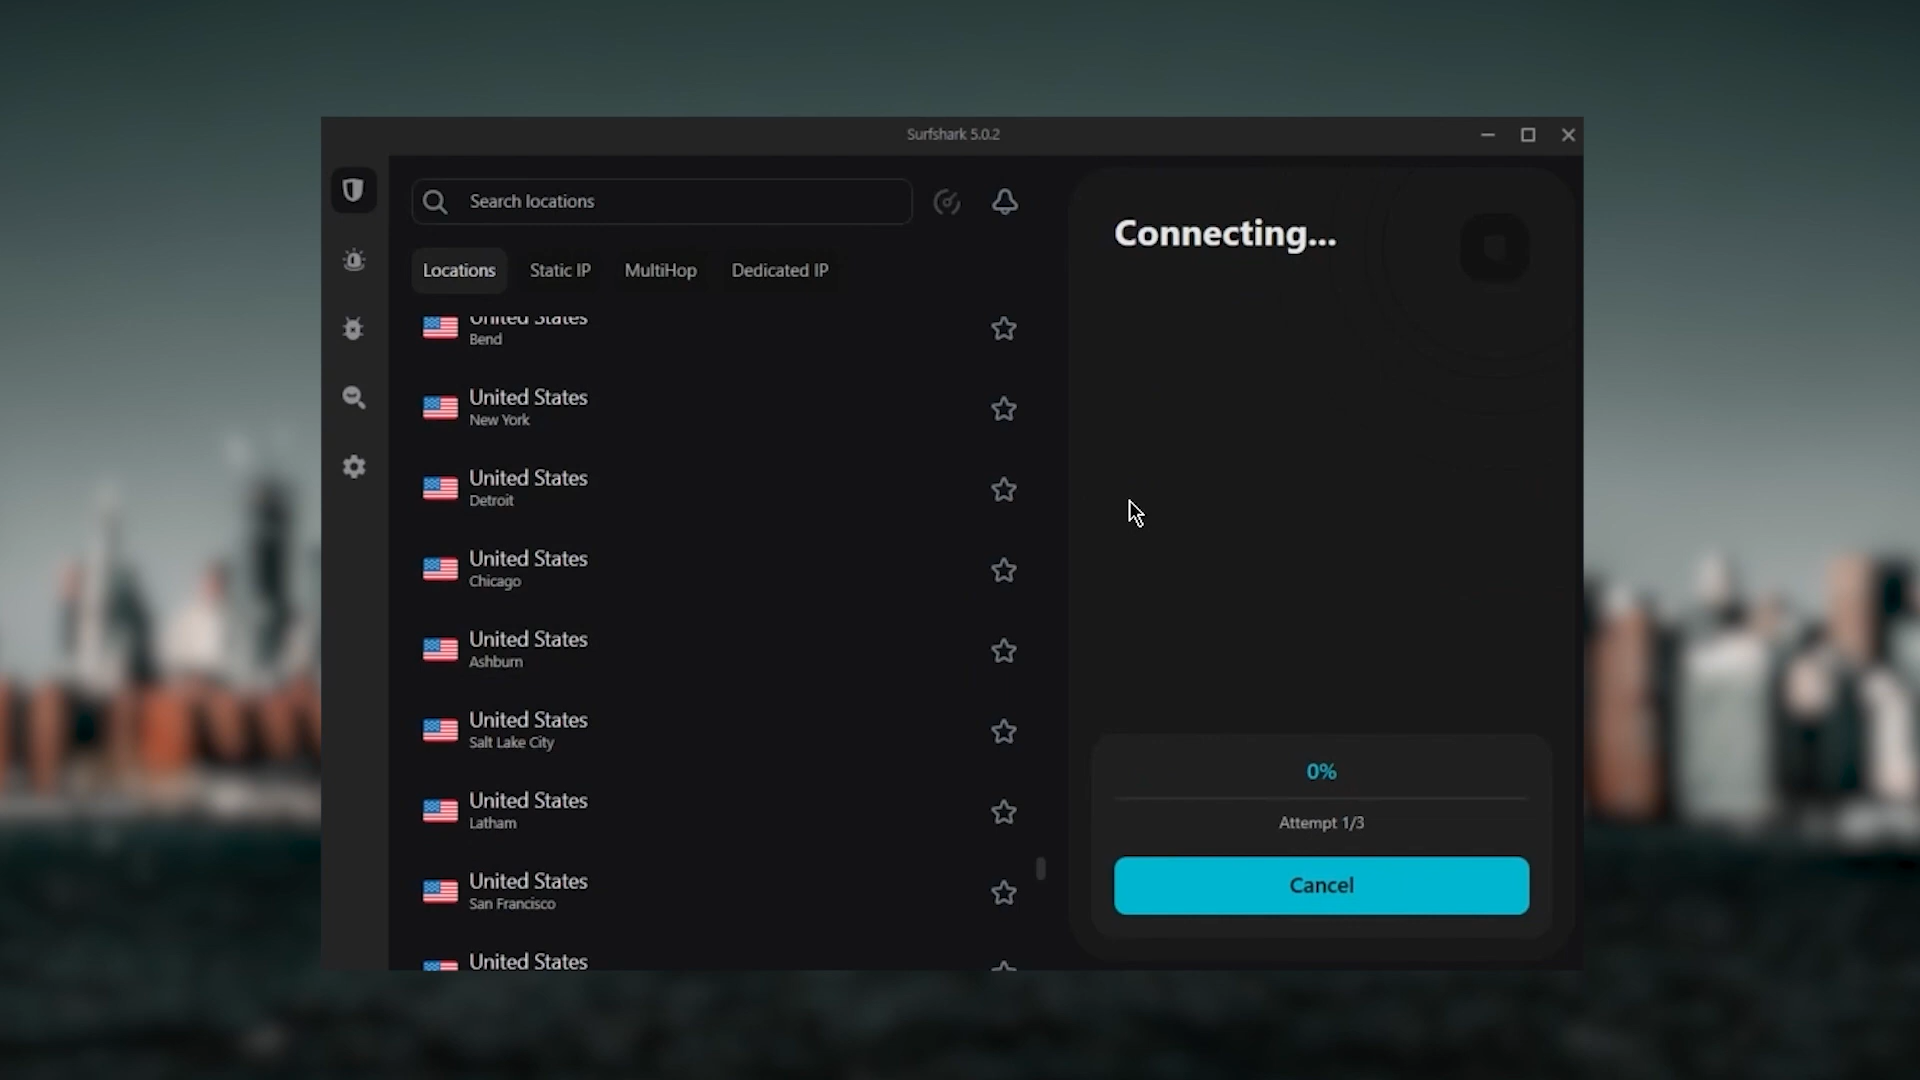 Surfshark 5.0.2
Search locations
Locations
Static IP
MultiHop
Dedicated IP
United States
Bend
United States
New York
United States
Detroit
United States
Chicago
United States
Ashburn
United States
Salt Lake City
United States
Latham
United States
San Francisco
United States
Connecting...
0%
Attempt 1/3
Cancel